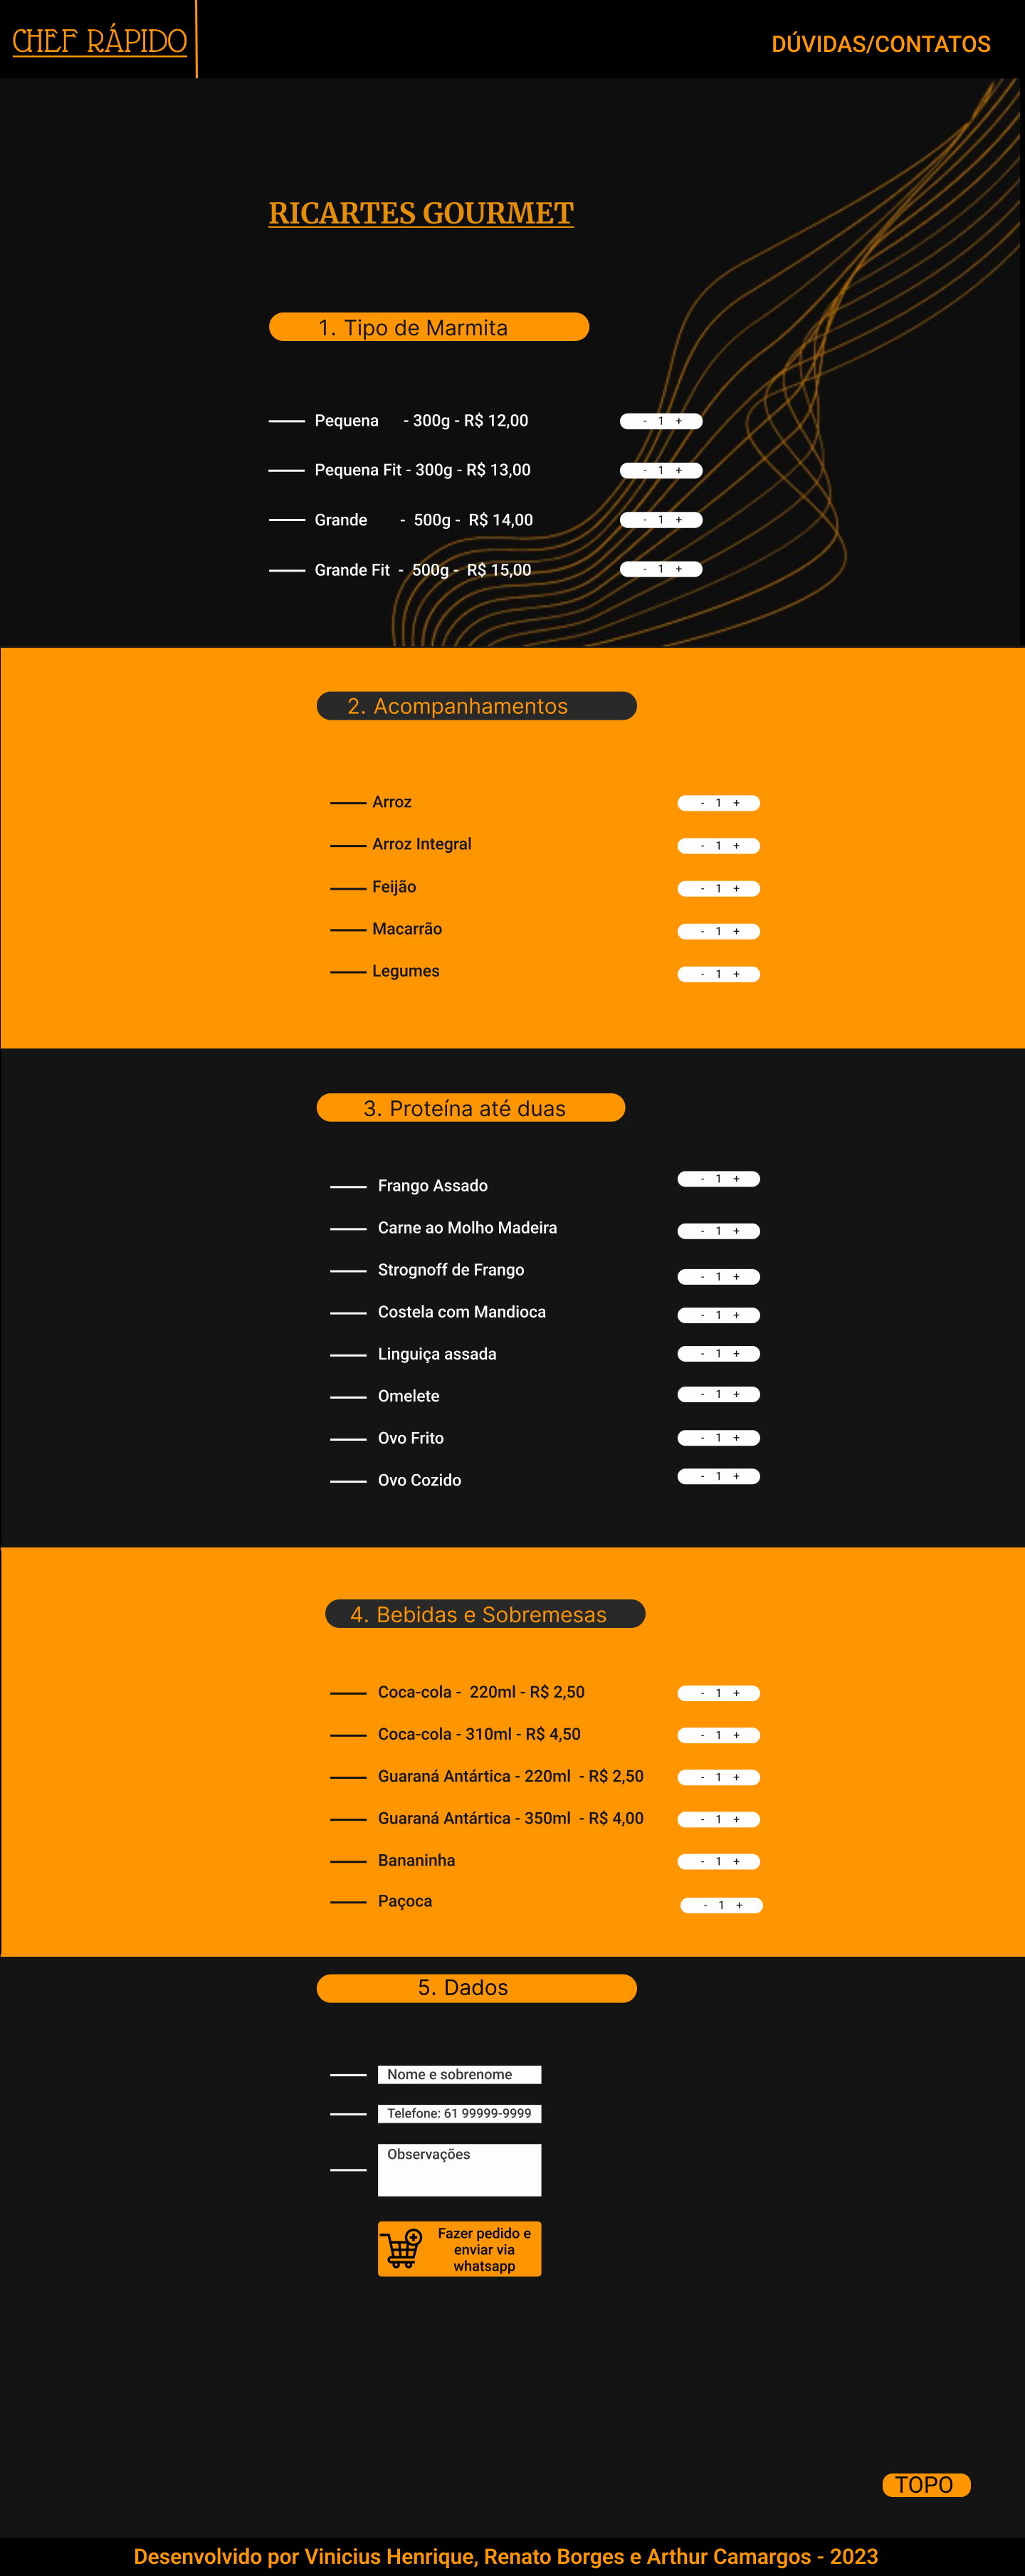 CHEF RÁPIDO
DÚVIDAS/CONTATOS
RICARTES GOURMET
1. Tipo de Marmita
Pequena - 300g - R$ 12,00 - 1 +
Pequena Fit - 300g - R$ 13,00 - 1 +
Grande - 500g - R$ 14,00 - 1 +
Grande Fit - 500g - R$ 15,00 - 1 +
2. Acompanhamentos
Arroz - 1 +
Arroz Integral - 1 +
Feijão - 1 +
Macarrão - 1 +
Legumes - 1 +
3. Proteína até duas
Frango Assado - 1 +
Carne ao Molho Madeira - 1 +
Strognoff de Frango - 1 +
Costela com Mandioca - 1 +
Linguiça assada - 1 +
Omelete - 1 +
Ovo Frito - 1 +
Ovo Cozido - 1 +
4. Bebidas e Sobremesas
Coca-cola - 220ml - R$ 2,50 - 1 +
Coca-cola - 310ml - R$ 4,50 - 1 +
Guaraná Antártica - 220ml - R$ 2,50 - 1 +
Guaraná Antártica - 350ml - R$ 4,00 - 1 +
Bananinha - 1 +
Paçoca - 1 +
5. Dados
Nome e sobrenome
Telefone: 61 99999-9999
Observações
Fazer pedido e
enviar via
whatsapp
TOPO
Desenvolvido por Vinicius Henrique, Renato Borges e Arthur Camargos - 2023